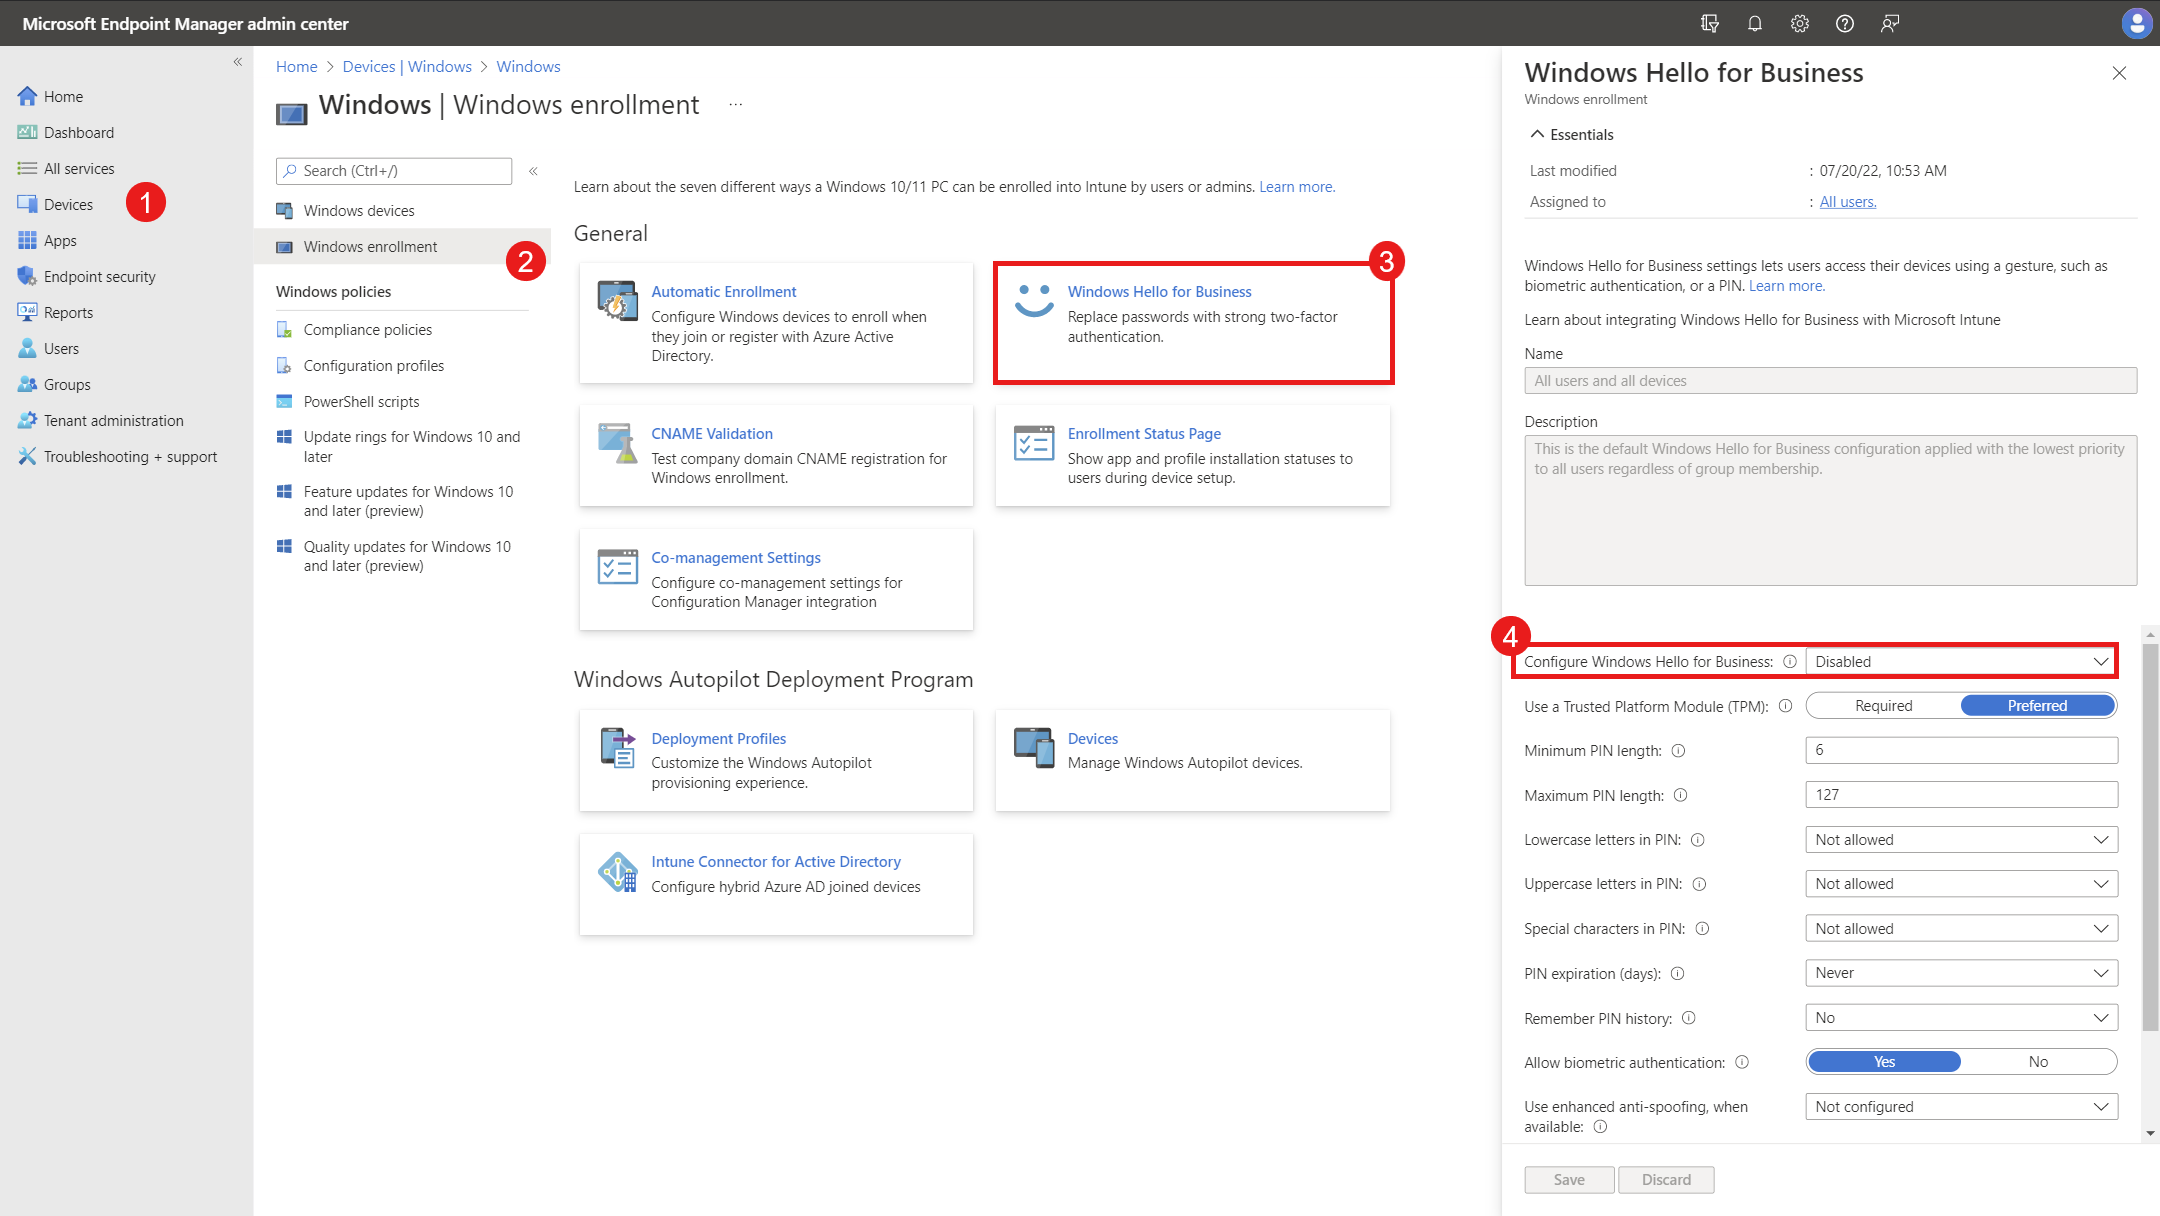 Microsoft Endpoint Manager admin center
«
Home
Dashboard
All services
Devices
1
Apps
Endpoint security
Reports
Users
Groups
Tenant administration
Troubleshooting + support
Home > Devices | Windows > Windows
Windows | Windows enrollment ...
Search (Ctrl+/)
«
Windows devices
Windows enrollment
2
Windows policies
Compliance policies
Configuration profiles
PowerShell scripts
Update rings for Windows 10 and
later
Feature updates for Windows 10
and later (preview)
Quality updates for Windows 10
and later (preview)
Learn about the seven different ways a Windows 10/11 PC can be enrolled into Intune by users or admins. Learn more.
General
Automatic Enrollment
Configure Windows devices to enroll when
they join or register with Azure Active
Directory.
3
Windows Hello for Business
Replace passwords with strong two-factor
authentication.
CNAME Validation
Test company domain CNAME registration for
Windows enrollment.
Enrollment Status Page
Show app and profile installation statuses to
users during device setup.
Co-management Settings
Configure co-management settings for
Configuration Manager integration
Windows Autopilot Deployment Program
Deployment Profiles
Customize the Windows Autopilot
provisioning experience.
Devices
Manage Windows Autopilot devices.
Intune Connector for Active Directory
Configure hybrid Azure AD joined devices
Windows Hello for Business
Windows enrollment
Essentials
Last modified : 07/20/22, 10:53 AM
Assigned to : All users.
Windows Hello for Business settings lets users access their devices using a gesture, such as
biometric authentication, or a PIN. Learn more.
Learn about integrating Windows Hello for Business with Microsoft Intune
Name
All users and all devices
Description
This is the default Windows Hello for Business configuration applied with the lowest priority
to all users regardless of group membership.
4
Configure Windows Hello for Business: Disabled
Use a Trusted Platform Module (TPM): Required Preferred
Minimum PIN length: 6
Maximum PIN length: 127
Lowercase letters in PIN: Not allowed
Uppercase letters in PIN: Not allowed
Special characters in PIN: Not allowed
PIN expiration (days): Never
Remember PIN history: No
Allow biometric authentication: Yes No
Use enhanced anti-spoofing, when Not configured
available:
Save Discard